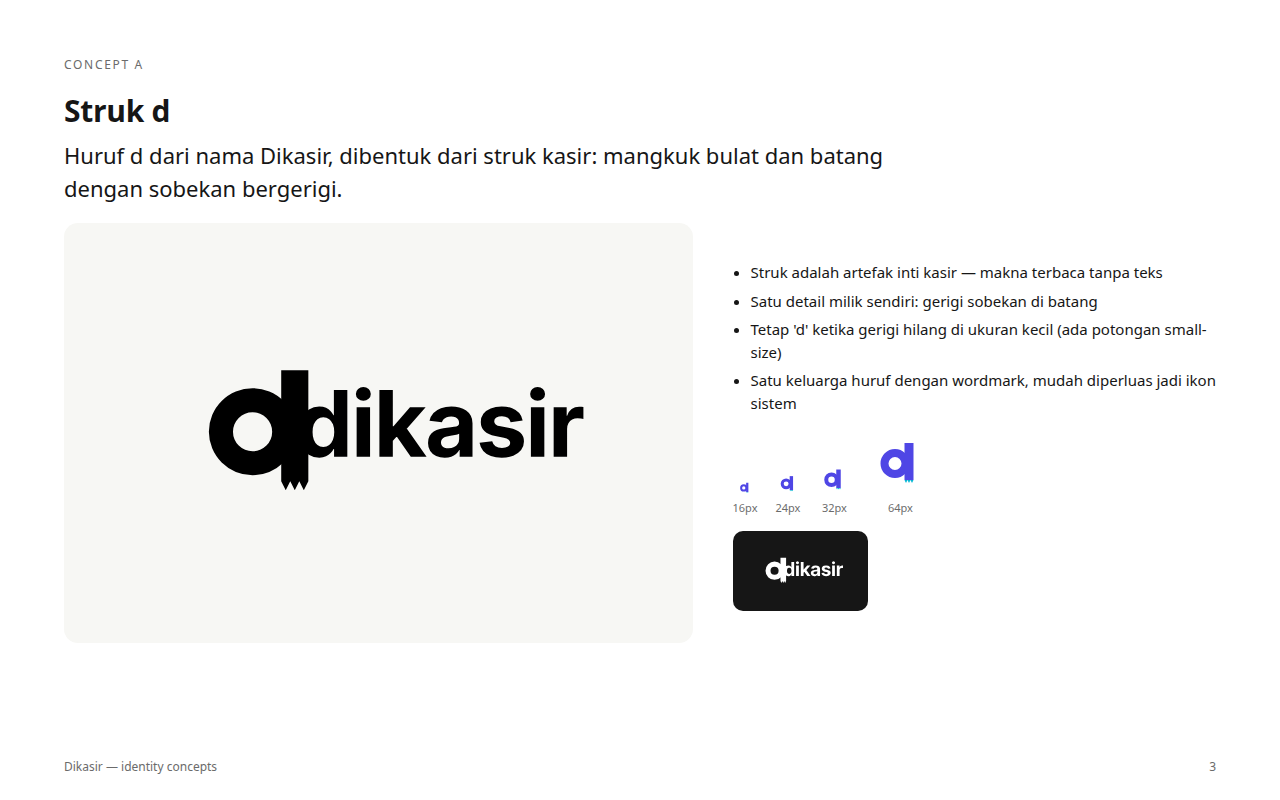 CONCEPT A
Struk d
Huruf d dari nama Dikasir, dibentuk dari struk kasir: mangkuk bulat dan batang
dengan sobekan bergerigi.
d dikasir
• Struk adalah artefak inti kasir — makna terbaca tanpa teks
• Satu detail milik sendiri: gerigi sobekan di batang
• Tetap 'd' ketika gerigi hilang di ukuran kecil (ada potongan small-
size)
• Satu keluarga huruf dengan wordmark, mudah diperluas jadi ikon
sistem
d d d d
16px 24px 32px 64px
d dikasir
Dikasir — identity concepts 3